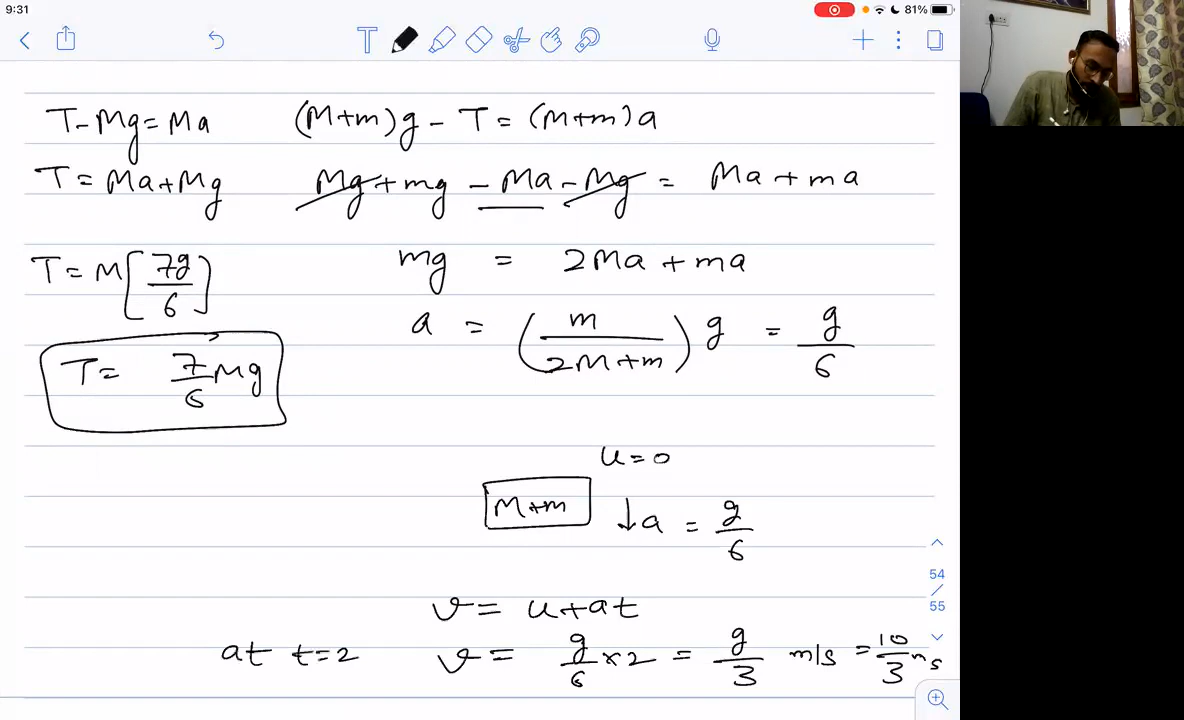 9:31
81%
T
T-Mg=Ma (M+m)g - T = (M+m)a
T = Ma+Mg Mg+mg - Ma - Mg = Ma + ma
mg = 2Ma + ma
T = M[7g/6]
a = (m/2M+m) g = g/6
T = 7/6 Mg
u = 0
M+m ↓a = g/6
v = u+at
at t=2 v = g/6 × 2 = g/3 m/s = 10/3 m/s
54
/
55